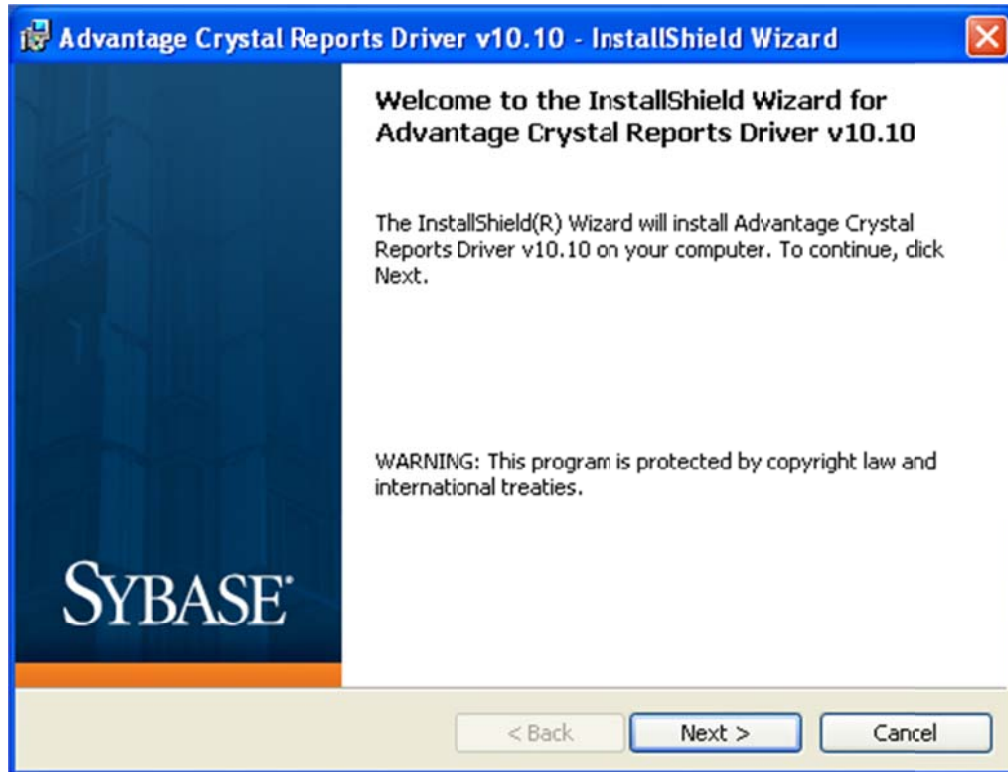 Advantage Crystal Reports Driver v10.10 - InstallShield Wizard
Welcome to the InstallShield Wizard for
Advantage Crystal Reports Driver v10.10
The InstallShield(R) Wizard will install Advantage Crystal
Reports Driver v10.10 on your computer. To continue, click
Next.
WARNING: This program is protected by copyright law and
international treaties.
SYBASE®
< Back
Next >
Cancel